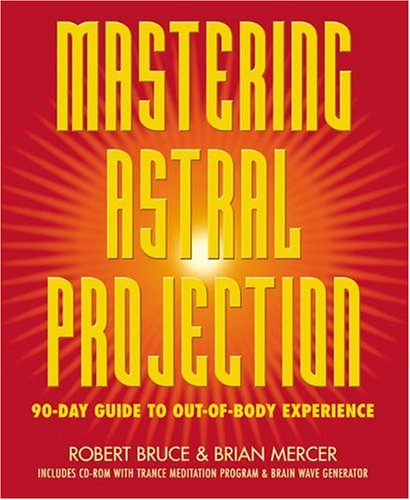 MASTERING
ASTRAL
PROJECTION
90-DAY GUIDE TO OUT-OF-BODY EXPERIENCE
ROBERT BRUCE & BRIAN MERCER
INCLUDES CD-ROM WITH TRANCE MEDITATION PROGRAM & BRAIN WAVE GENERATOR